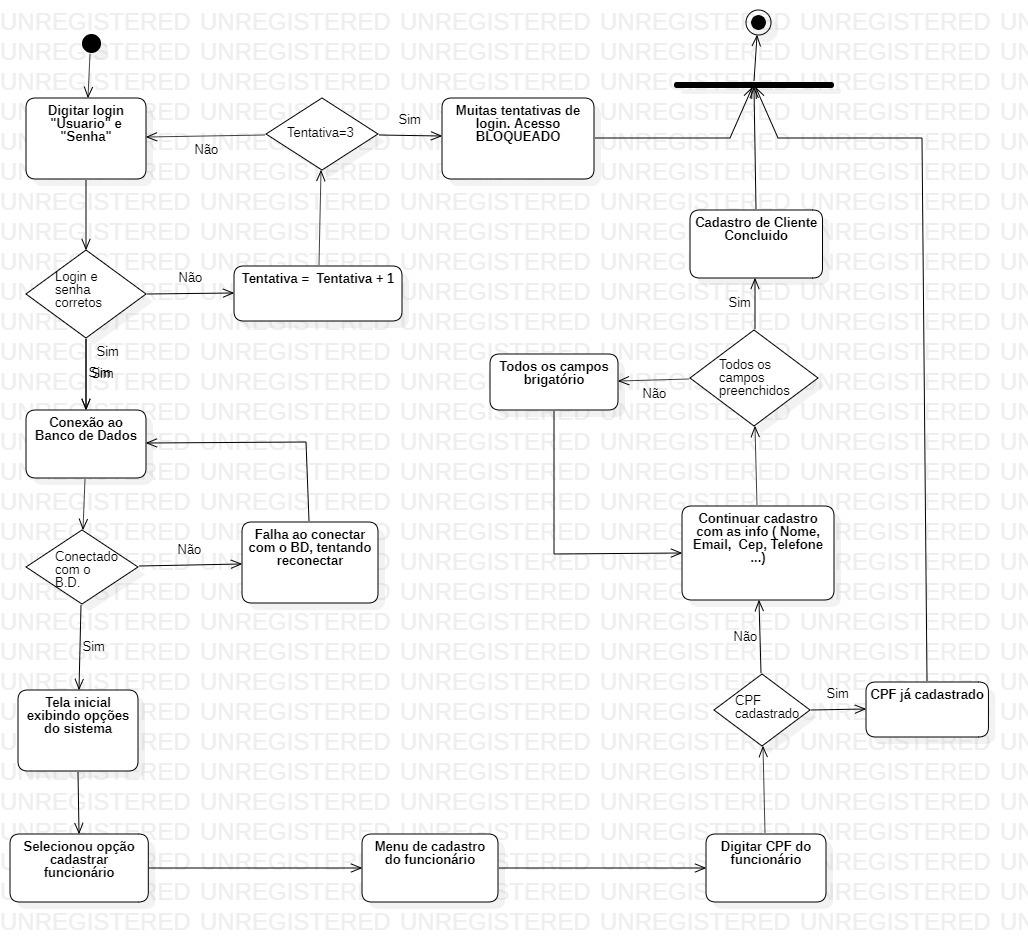 Digitar login
"Usuario" e
"Senha"
Tentativa=3
Sim
Não
Muitas tentativas de
login. Acesso
BLOQUEADO
Login e
senha
corretos
Não
Tentativa =  Tentativa + 1
Sim
Sim
Sim
Conexão ao
Banco de Dados
Conectado
com o
B.D.
Não
Falha ao conectar
com o BD, tentando
reconectar
Sim
Tela inicial
exibindo opções
do sistema
Selecionou opção
cadastrar
funcionário
Menu de cadastro
do funcionário
Digitar CPF do
funcionário
CPF
cadastrado
Sim
CPF já cadastrado
Não
Continuar cadastro
com as info ( Nome,
Email,  Cep, Telefone
...)
Todos os
campos
preenchidos
Não
Todos os campos
brigatório
Sim
Cadastro de Cliente
Concluido
UNREGISTERED